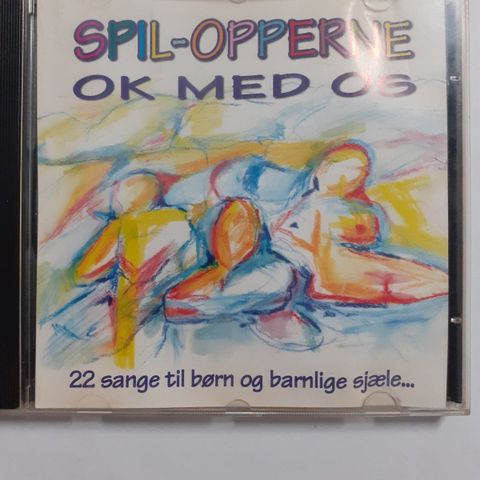 SPIL-OPPERNE
OK MED OS
22 sange til børn og barnlige sjæle...